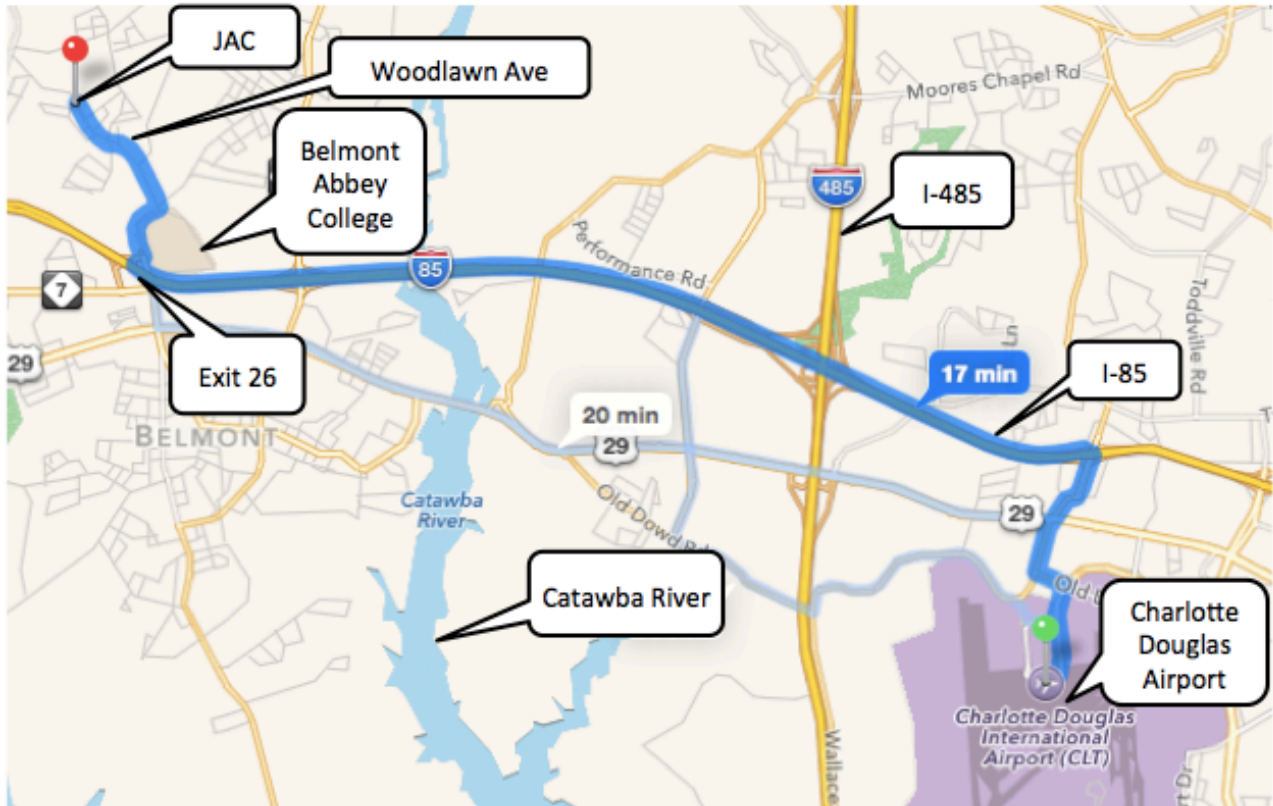 JAC
Woodlawn Ave
Moores Chapel Rd
Belmont
Abbey
College
485
I-485
Performance Rd
85
7
Toddville Rd
29
Exit 26
17 min
I-85
20 min
29
BELMONT
Catawba
River
29
Old Dowd Rd
Catawba River
Old
Charlotte
Douglas
Airport
Charlotte Douglas
International
Airport (CLT)
Wallace
t Dr